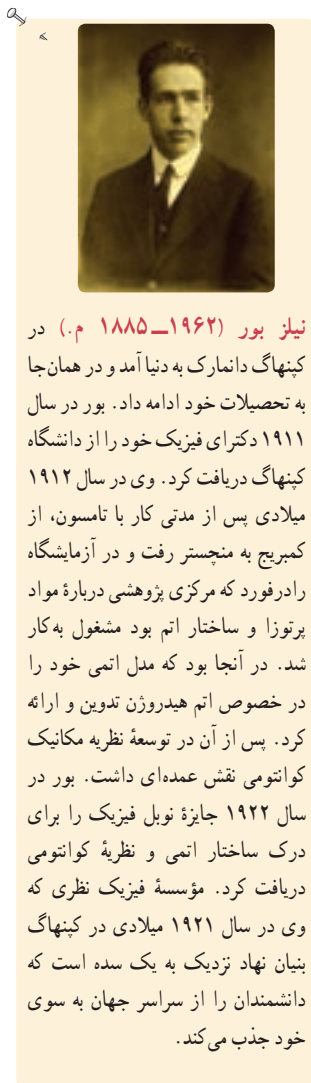 نیلز بور (۱۹۶۲ــ۱۸۸۵ م.) در
کپنهاگ دانمارک به دنیا آمد و در همان‌جا
به تحصیلات خود ادامه داد. بور در سال
۱۹۱۱ دکترای فیزیک خود را از دانشگاه
کپنهاگ دریافت کرد. وی در سال ۱۹۱۲
میلادی پس از مدتی کار با تامسون، از
کمبریج به منچستر رفت و در آزمایشگاه
رادرفورد که مرکزی پژوهشی دربارهٔ مواد
پرتوزا و ساختار اتم بود مشغول به‌کار
شد. در آنجا بود که مدل اتمی خود را
در خصوص اتم هیدروژن تدوین و ارائه
کرد. پس از آن در توسعهٔ نظریه مکانیک
کوانتومی نقش عمده‌ای داشت. بور در
سال ۱۹۲۲ جایزهٔ نوبل فیزیک را برای
درک ساختار اتمی و نظریهٔ کوانتومی
دریافت کرد. مؤسسهٔ فیزیک نظری که
وی در سال ۱۹۲۱ میلادی در کپنهاگ
بنیان نهاد نزدیک به یک سده است که
دانشمندان را از سراسر جهان به سوی
خود جذب می‌کند.